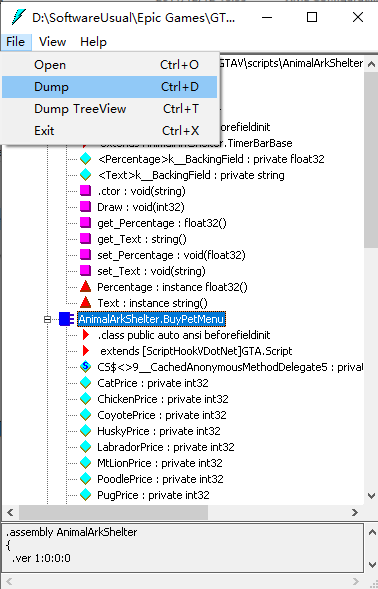 D:\SoftwareUsual\Epic Games\GT...
File View Help
Open Ctrl+O
Dump Ctrl+D
Dump TreeView Ctrl+T
Exit Ctrl+X
GTAV\scripts\AnimalArkShelter
beforefieldinit
extends AnimalArkShelter.TimerBarBase
<Percentage>k__BackingField : private float32
<Text>k__BackingField : private string
.ctor : void(string)
Draw : void(int32)
get_Percentage : float32()
get_Text : string()
set_Percentage : void(float32)
set_Text : void(string)
Percentage : instance float32()
Text : instance string()
AnimalArkShelter.BuyPetMenu
.class public auto ansi beforefieldinit
extends [ScriptHookVDotNet]GTA.Script
CS$<>9__CachedAnonymousMethodDelegate5 : priva
CatPrice : private int32
ChickenPrice : private int32
CoyotePrice : private int32
HuskyPrice : private int32
LabradorPrice : private int32
MtLionPrice : private int32
PoodlePrice : private int32
PugPrice : private int32
.assembly AnimalArkShelter
{
.ver 1:0:0:0